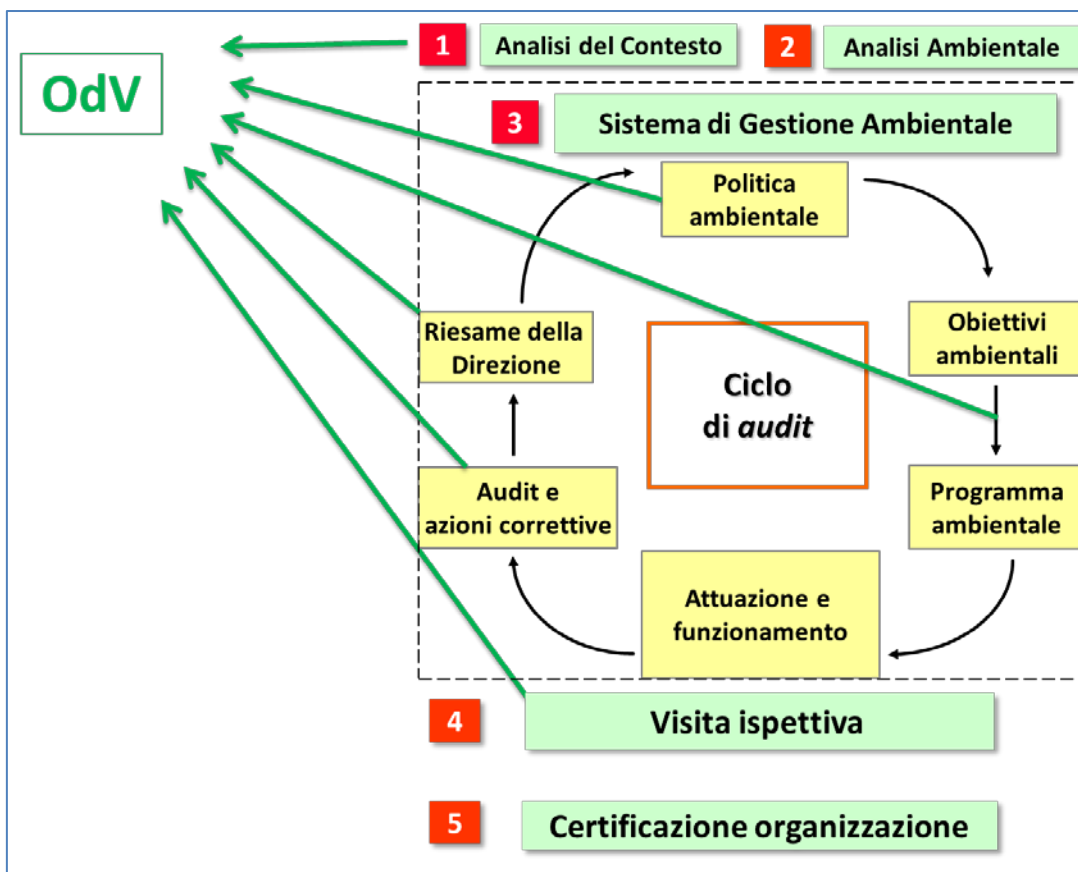 1
Analisi del Contesto
2
Analisi Ambientale
OdV
3
Sistema di Gestione Ambientale
Politica
ambientale
Obiettivi
ambientali
Riesame della
Direzione
Ciclo
di audit
Audit e
azioni correttive
Programma
ambientale
Attuazione e
funzionamento
4
Visita ispettiva
5
Certificazione organizzazione